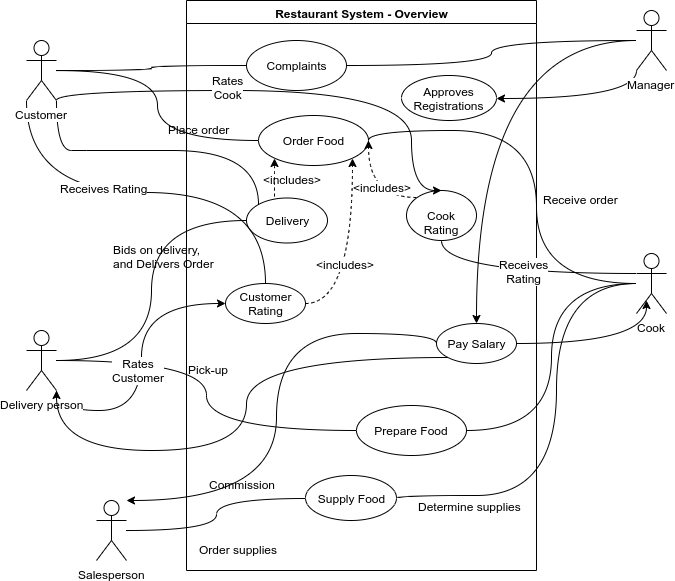 Restaurant System - Overview
Complaints
Rates
Cook
Approves
Registrations
Manager
Customer
Place order
Order Food
<includes>
<includes>
Receives Rating
Receive order
Delivery
Cook
Rating
Bids on delivery,
and Delivers Order
<includes>
Receives
Rating
Customer
Rating
Cook
Pay Salary
Rates
Customer
Pick-up
Delivery person
Prepare Food
Commission
Supply Food
Determine supplies
Order supplies
Salesperson